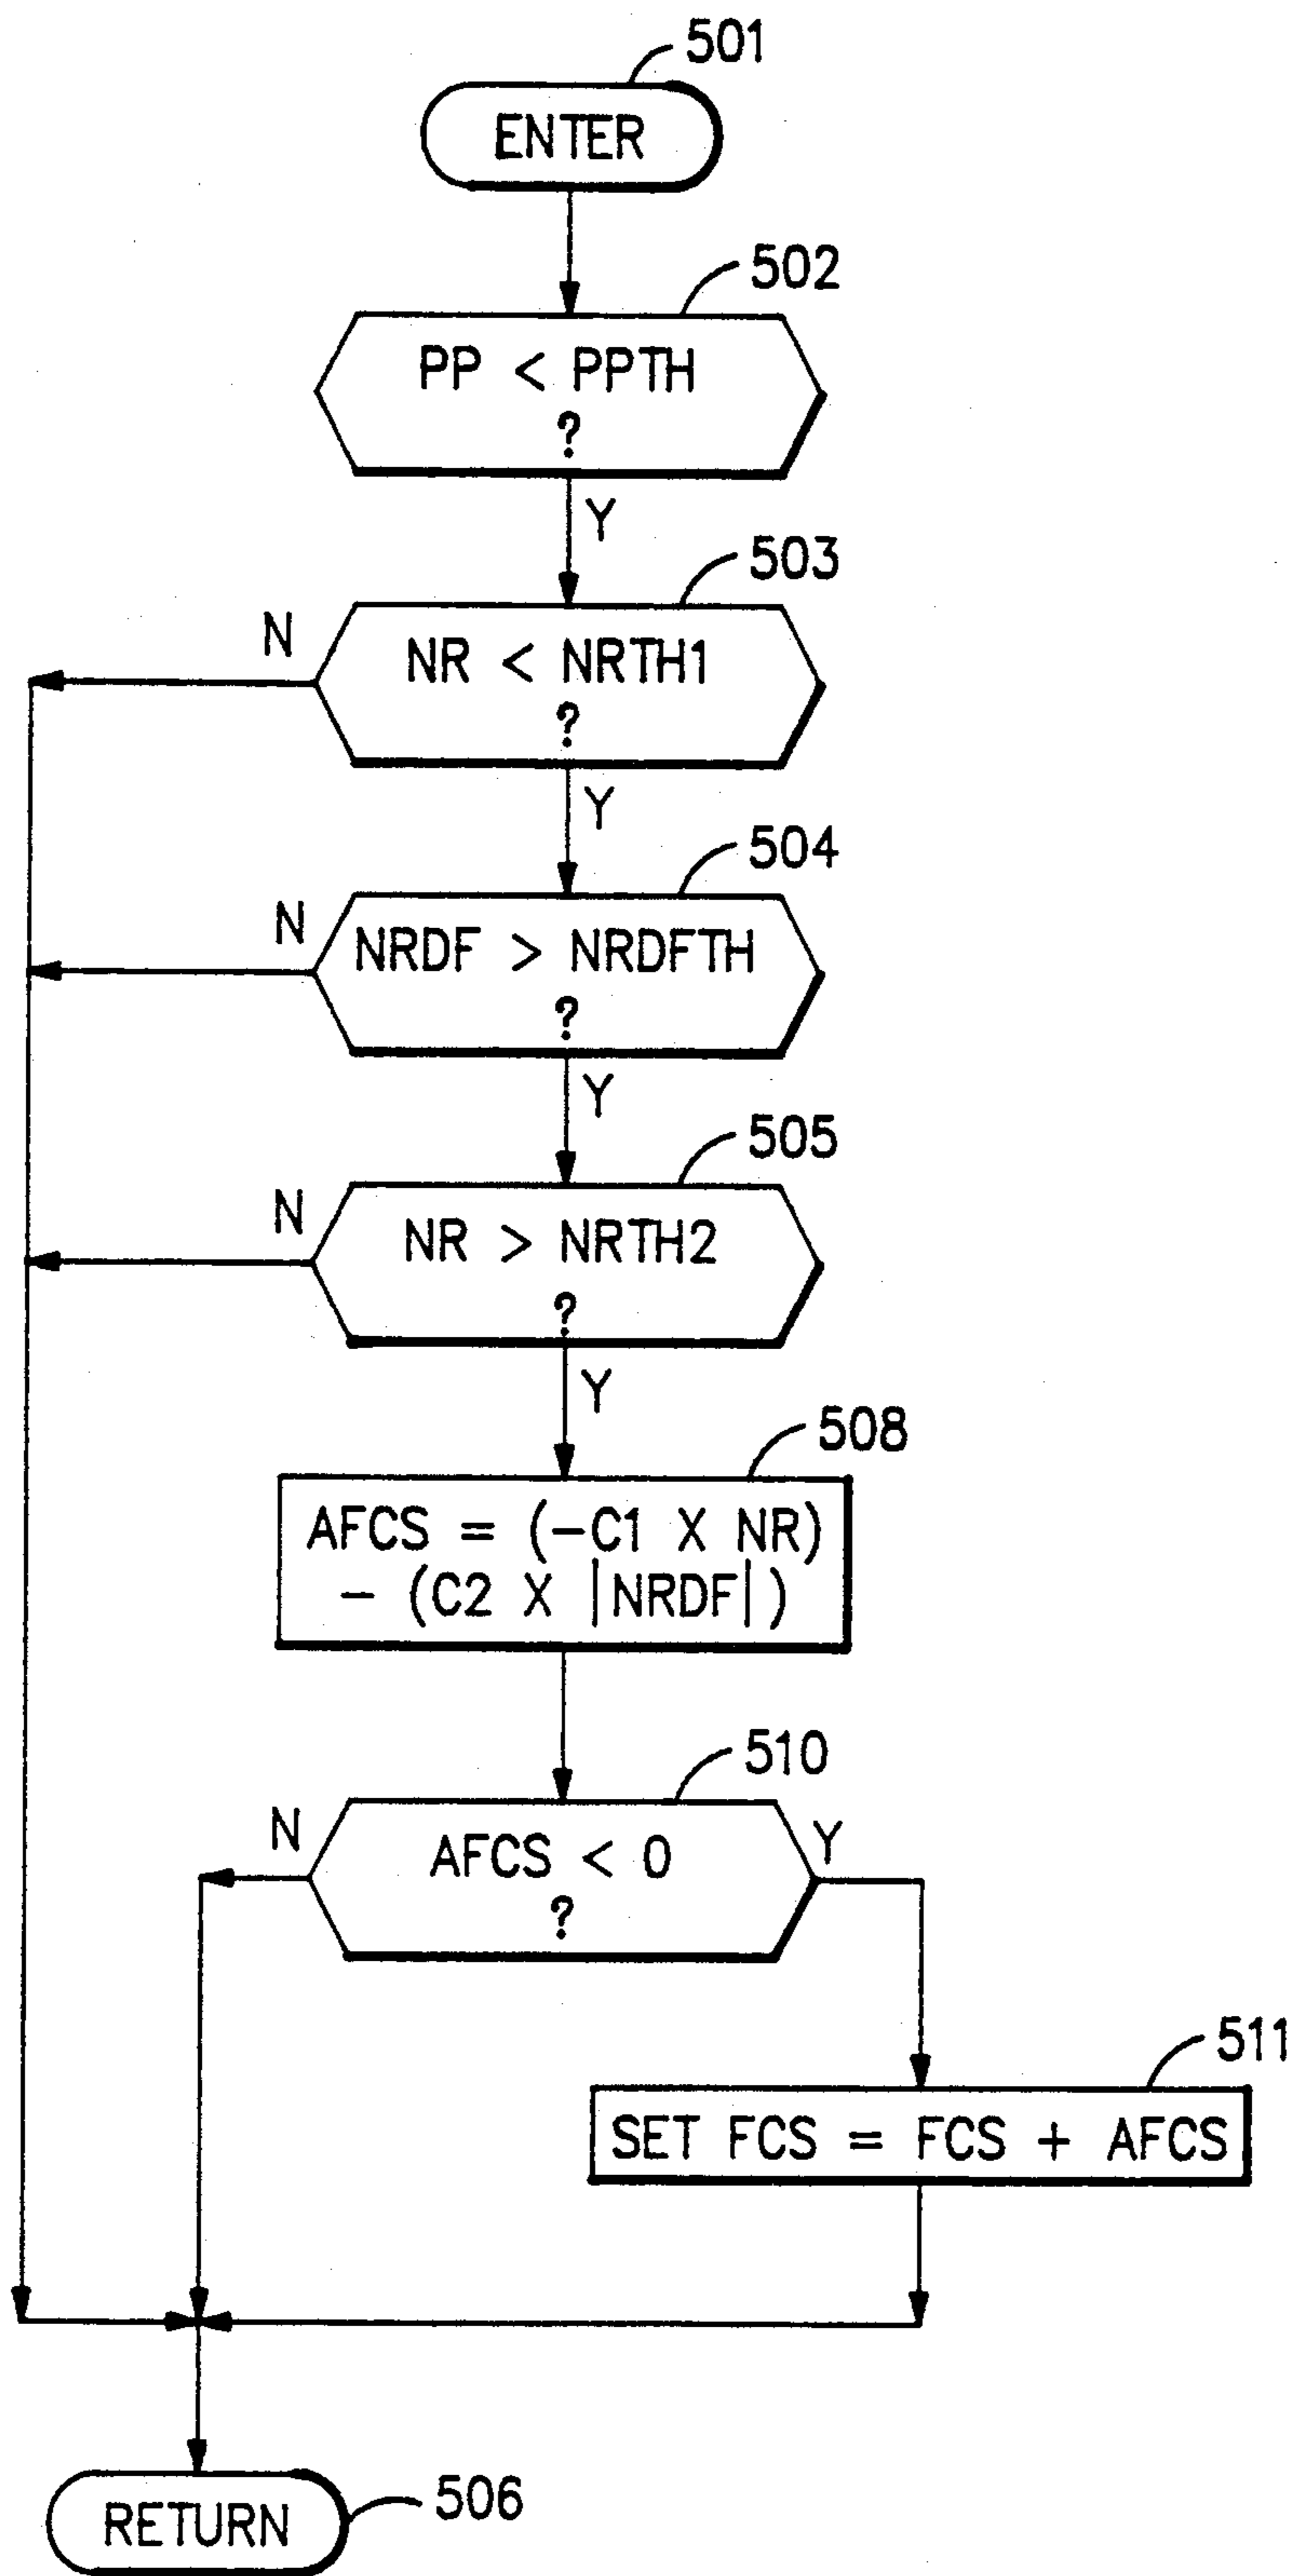 501
ENTER
502
PP < PPTH
?
Y
503
N
NR < NRTH1
?
Y
504
N
NRDF > NRDFTH
?
Y
505
N
NR > NRTH2
?
Y
508
AFCS = (-C1 X NR)
- (C2 X |NRDF|)
510
N
AFCS < 0
Y
?
511
SET FCS = FCS + AFCS
506
RETURN